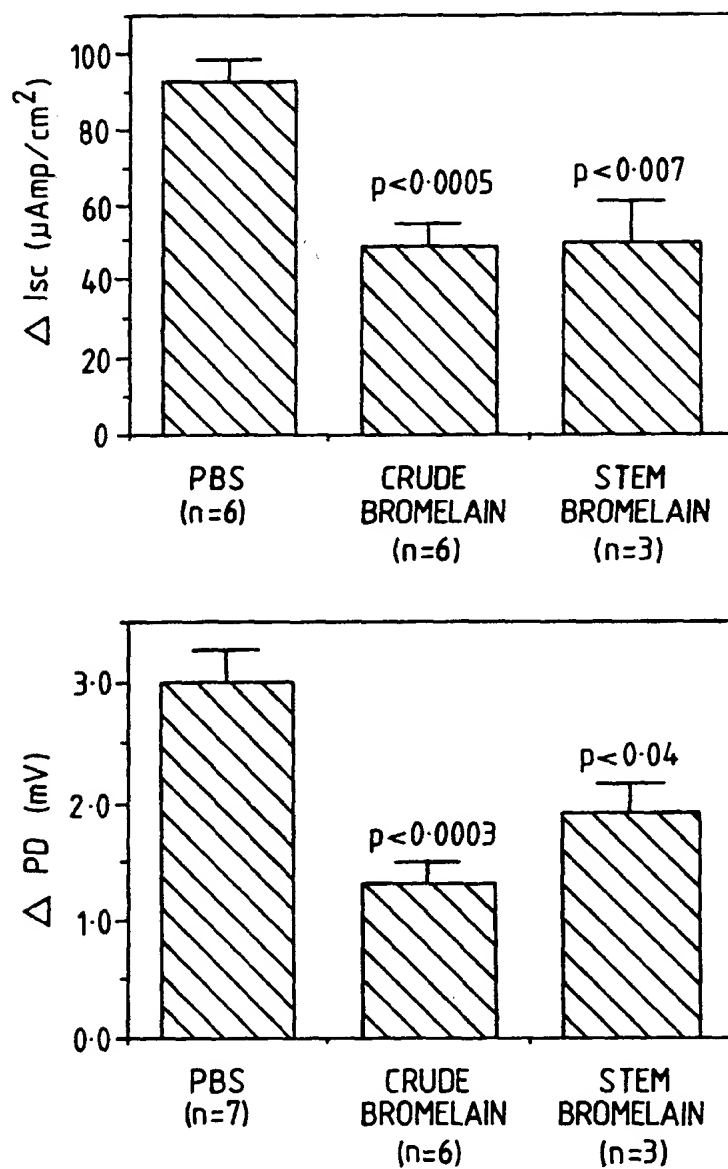 100
80
60
40
20
0
Δ Isc (µAmp/cm²)
p<0·0005
p<0·007
PBS
(n=6)
CRUDE
BROMELAIN
(n=6)
STEM
BROMELAIN
(n=3)
3·0
2·0
1·0
0·0
Δ PD (mV)
p<0·0003
p<0·04
PBS
(n=7)
CRUDE
BROMELAIN
(n=6)
STEM
BROMELAIN
(n=3)